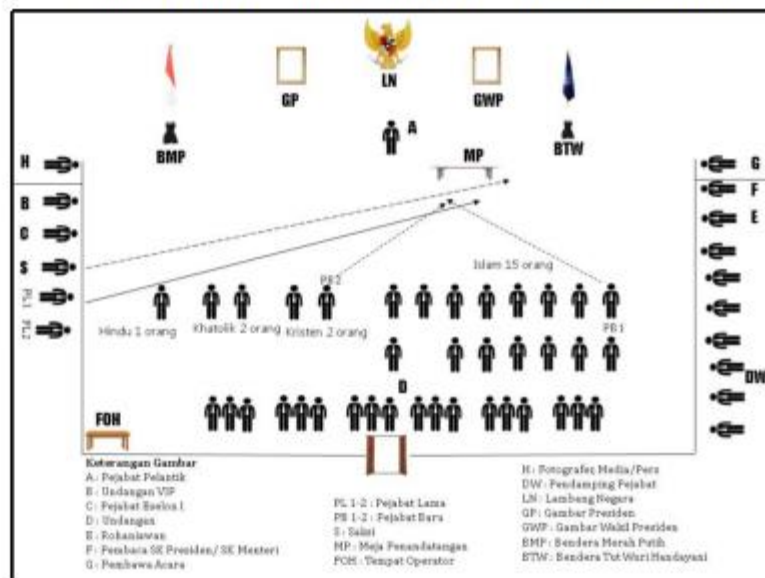 LN
GP
GWP
A
BMP
MP
BTW
H
G
B
F
C
E
S
Islam 15 orang
PB2
PL1
Hindu 1 orang
Khatolik 2 orang
Kristen 2 orang
PB1
PL2
D
DW
FOH
Keterangan Gambar
A : Pejabat Pelantik
B : Undangan VIP
C : Pejabat Eselon I
D : Undangan
E : Rohaniawan
F : Pembaca SK Presiden/ SK Menteri
G : Pembawa Acara
PL 1-2 : Pejabat Lama
PB 1-2 : Pejabat Baru
S : Saksi
MP : Meja Penandatangan
FOH : Tempat Operator
H : Fotografer, Media/Pers
DW : Pendamping Pejabat
LN : Lambang Negara
GP : Gambar Presiden
GWP : Gambar Wakil Presiden
BMP : Bendera Merah Putih
BTW : Bendera Tut Wuri Handayani